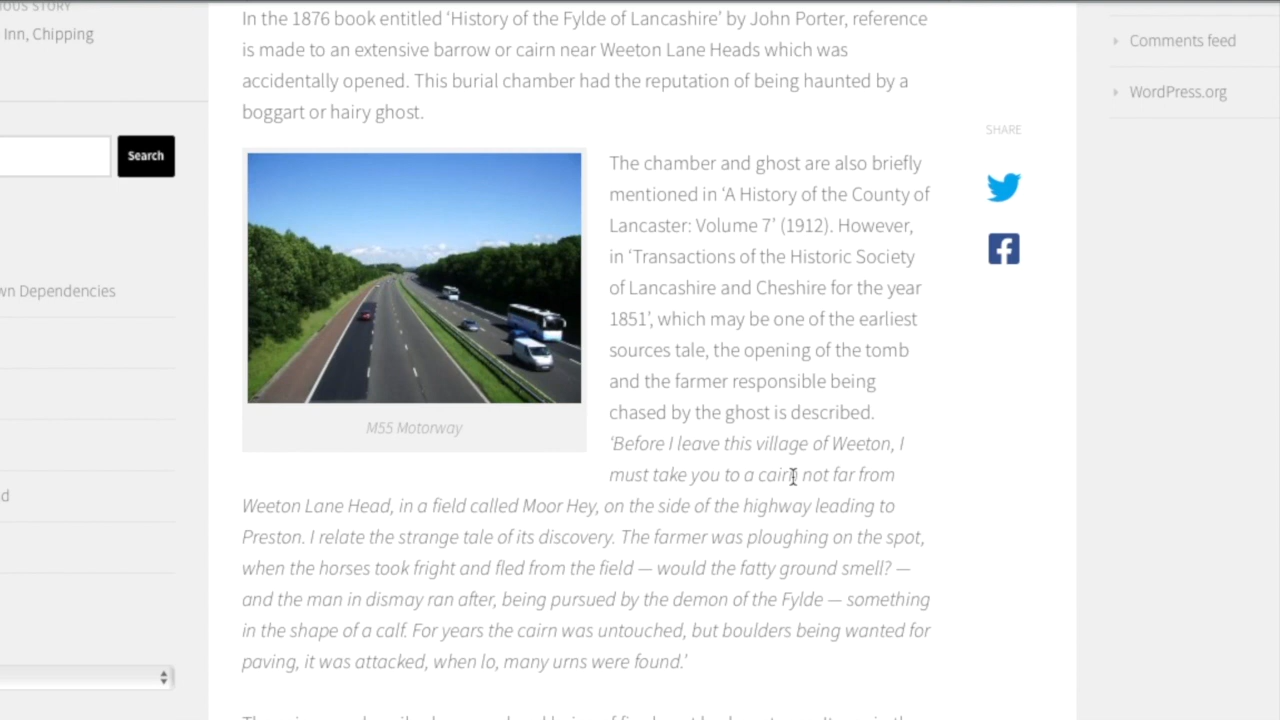 Inn, Chipping
Search
wn Dependencies
d
In the 1876 book entitled ‘History of the Fylde of Lancashire’ by John Porter, reference
is made to an extensive barrow or cairn near Weeton Lane Heads which was
accidentally opened. This burial chamber had the reputation of being haunted by a
boggart or hairy ghost.
M55 Motorway
The chamber and ghost are also briefly
mentioned in ‘A History of the County of
Lancaster: Volume 7’ (1912). However,
in ‘Transactions of the Historic Society
of Lancashire and Cheshire for the year
1851’, which may be one of the earliest
sources tale, the opening of the tomb
and the farmer responsible being
chased by the ghost is described.
‘Before I leave this village of Weeton, I
must take you to a cairn not far from
Weeton Lane Head, in a field called Moor Hey, on the side of the highway leading to
Preston. I relate the strange tale of its discovery. The farmer was ploughing on the spot,
when the horses took fright and fled from the field — would the fatty ground smell? —
and the man in dismay ran after, being pursued by the demon of the Fylde — something
in the shape of a calf. For years the cairn was untouched, but boulders being wanted for
paving, it was attacked, when lo, many urns were found.’
SHARE
Comments feed
WordPress.org